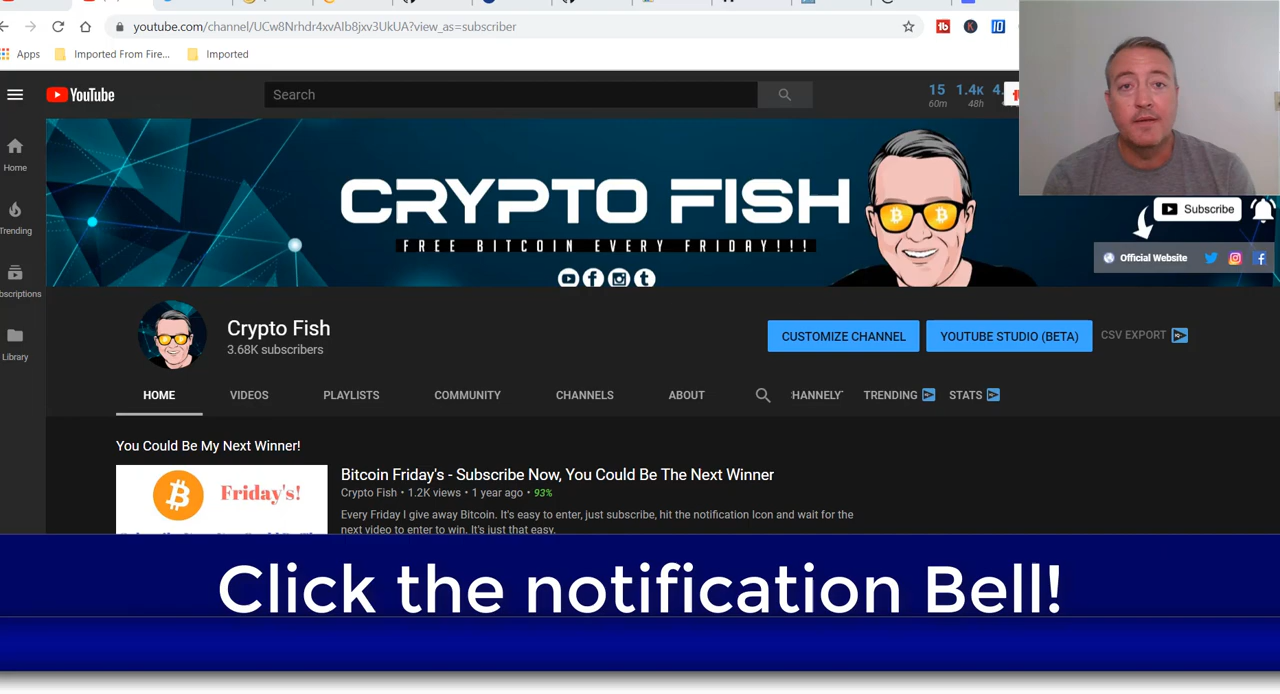 youtube.com/channel/UCw8Nrhdr4xvAIb8jxv3UkUA?view_as=subscriber
Apps Imported From Fire... Imported
YouTube
Search
15 1.4k 4.
60m 48h
CRYPTO FISH
FREE BITCOIN EVERY FRIDAY!!!
Subscribe
Official Website
Home
Trending
bscriptions
Library
Crypto Fish
3.68K subscribers
CUSTOMIZE CHANNEL YOUTUBE STUDIO (BETA) CSV EXPORT
HOME VIDEOS PLAYLISTS COMMUNITY CHANNELS ABOUT HANNELY TRENDING STATS
You Could Be My Next Winner!
Friday's!
Bitcoin Friday's - Subscribe Now, You Could Be The Next Winner
Crypto Fish • 1.2K views • 1 year ago • 93%
Every Friday I give away Bitcoin. It's easy to enter, just subscribe, hit the notification Icon and wait for the
next video to enter to win. It's just that easy.
Click the notification Bell!